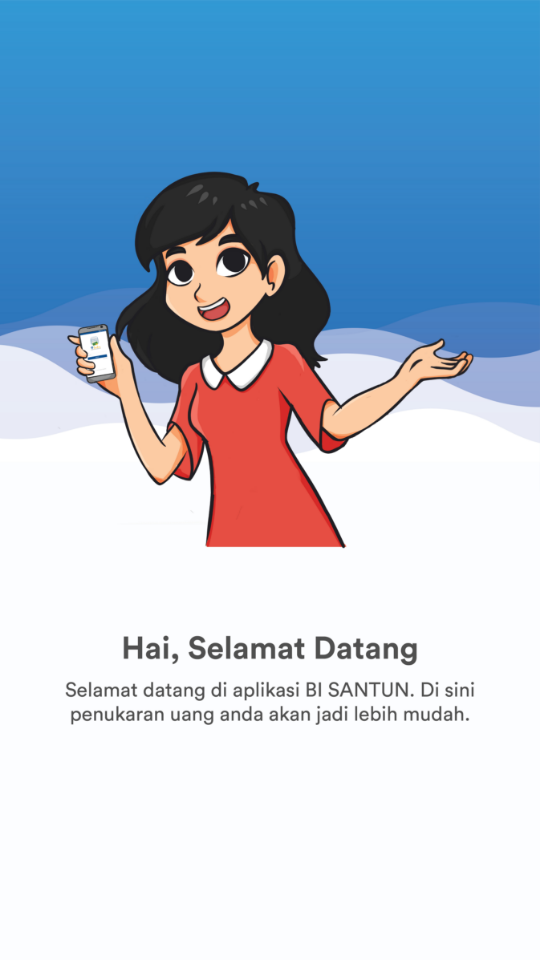 Hai, Selamat Datang
Selamat datang di aplikasi BI SANTUN. Di sini
penukaran uang anda akan jadi lebih mudah.